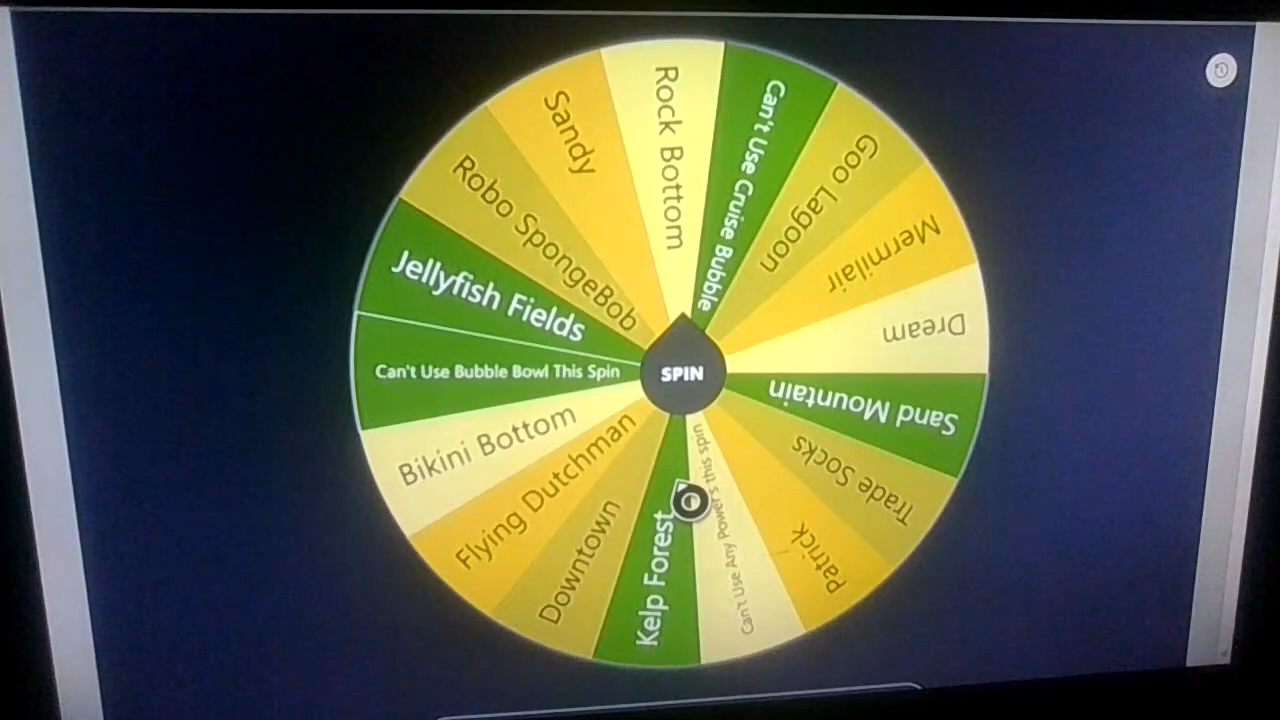 Rock Bottom
Can't Use Cruise Bubble
Goo Lagoon
Mermilair
Dream
Sand Mountain
Trade Socks
Patrick
Can't Use Any Powers this spin
Kelp Forest
Downtown
Flying Dutchman
Bikini Bottom
Can't Use Bubble Bowl This Spin
Jellyfish Fields
Robo SpongeBob
Sandy
SPIN